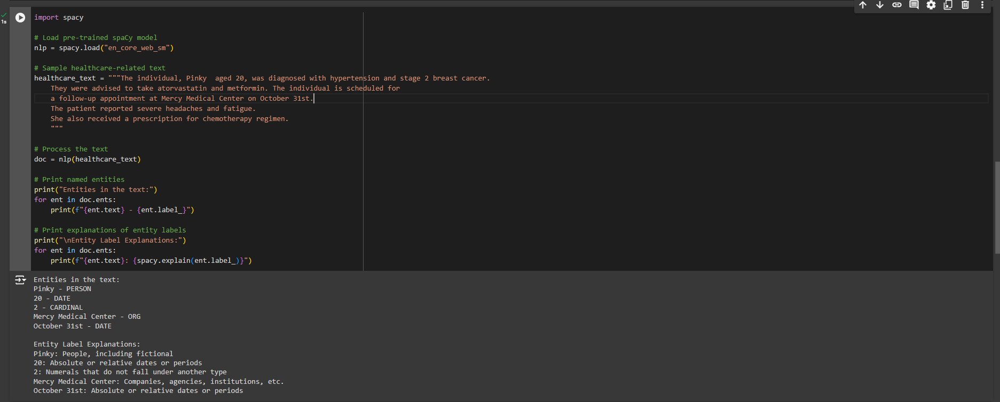 1s
import spacy
# Load pre-trained spaCy model
nlp = spacy.load("en_core_web_sm")
# Sample healthcare-related text
healthcare_text = """The individual, Pinky  aged 20, was diagnosed with hypertension and stage 2 breast cancer.
    They were advised to take atorvastatin and metformin. The individual is scheduled for
    a follow-up appointment at Mercy Medical Center on October 31st.
    The patient reported severe headaches and fatigue.
    She also received a prescription for chemotherapy regimen.
    """
# Process the text
doc = nlp(healthcare_text)
# Print named entities
print("Entities in the text:")
for ent in doc.ents:
    print(f"{ent.text} - {ent.label_}")
# Print explanations of entity labels
print("\nEntity Label Explanations:")
for ent in doc.ents:
    print(f"{ent.text}: {spacy.explain(ent.label_)}")
Entities in the text:
Pinky - PERSON
20 - DATE
2 - CARDINAL
Mercy Medical Center - ORG
October 31st - DATE
Entity Label Explanations:
Pinky: People, including fictional
20: Absolute or relative dates or periods
2: Numerals that do not fall under another type
Mercy Medical Center: Companies, agencies, institutions, etc.
October 31st: Absolute or relative dates or periods